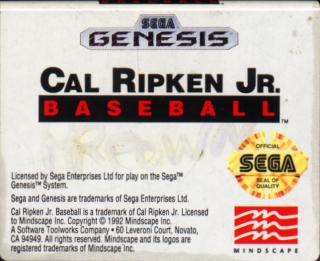 SEGA
GENESIS
CAL RIPKEN JR.
BASEBALL™
Licensed by Sega Enterprises Ltd for play on the Sega™
Genesis™ System.
Sega and Genesis are trademarks of Sega Enterprises Ltd.
Cal Ripken Jr. Baseball is a trademark of Cal Ripken Jr. Licensed
to Mindscape Inc. Copyright © 1992 Mindscape Inc.
A Software Toolworks Company • 60 Leveroni Court, Novato,
CA 94949. All rights reserved. Mindscape and its logos are
registered trademarks of Mindscape Inc.
OFFICIAL
SEGA
SEAL OF
QUALITY
MINDSCAPE